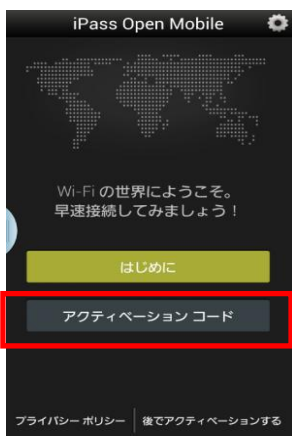 iPass Open Mobile
Wi-Fi の世界にようこそ。
早速接続してみましょう！
はじめに
アクティベーション コード
プライバシー ポリシー
後でアクティベーションする